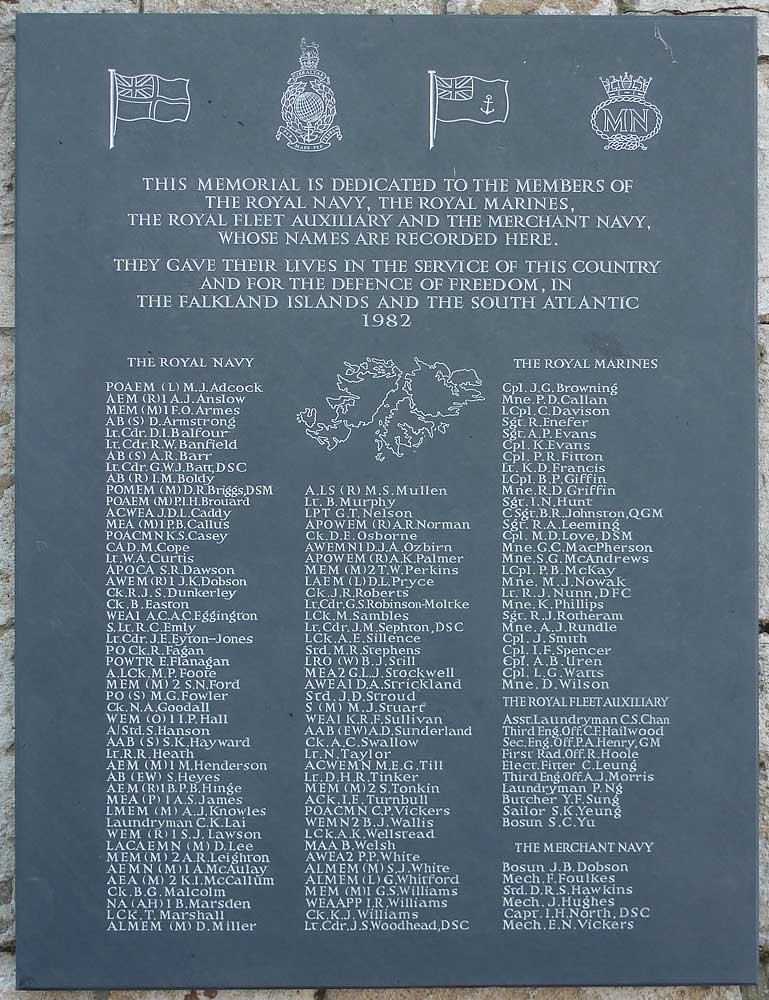 GIBRALTAR
PER MARE PER TERRAM
MN
THIS MEMORIAL IS DEDICATED TO THE MEMBERS OF
THE ROYAL NAVY, THE ROYAL MARINES,
THE ROYAL FLEET AUXILIARY AND THE MERCHANT NAVY,
WHOSE NAMES ARE RECORDED HERE.
THEY GAVE THEIR LIVES IN THE SERVICE OF THIS COUNTRY
AND FOR THE DEFENCE OF FREEDOM, IN
THE FALKLAND ISLANDS AND THE SOUTH ATLANTIC
1982
THE ROYAL NAVY
POAEM (L) M.J. Adcock
AEM (R)1 A.J. Anslow
MEM (M)1 F.O. Armes
AB (S) D. Armstrong
Lt. Cdr. D.I. Balfour
Lt. Cdr. R.W. Banfield
AB (S) A.R. Barr
Lt. Cdr. G.W.J. Batt, DSC
AB (R) I.M. Boldy
POMEM (M) D.R. Briggs, DSM
POAEM (M) P.I.H. Brouard
ACWEA J.D.L. Caddy
MEA (M)1 P.B. Callus
POACMN K.S. Casey
CA D.M. Cope
Lt. W.A. Curtis
APOCA S.R. Dawson
AWEM (R)1 J.K. Dobson
Ck. R.J.S. Dunkerley
Ck. B. Easton
WEA1 A.C.A.C. Eggington
S.Lt. R.C. Emly
Lt. Cdr. J.E. Eyton-Jones
PO Ck. R. Fagan
POWTR E. Flanagan
A.LCk. M.P. Foote
MEM (M) 2 S.N. Ford
PO (S) M.G. Fowler
Ck. N.A. Goodall
WEM (O) 1 I.P. Hall
A/Std. S. Hanson
AAB (S) S.K. Hayward
Lt. R.R. Heath
AEM (M) 1 M. Henderson
AB (EW) S. Heyes
AEM (R)1 B.P.B. Hinge
MEA (P) 1 A.S. James
LMEM (M) A.J. Knowles
Laundryman C.K. Lai
WEM (R) 1 S.J. Lawson
LACAEMN (M) D. Lee
MEM (M) 2 A.R. Leighton
AEMN (M)1 A. McAulay
AEA (M) 2 K.I. McCallum
Ck. B.G. Malcolm
NA (AH) 1 B. Marsden
LCK. T. Marshall
ALMEM (M) D. Miller
A.LS (R) M.S. Mullen
Lt. B. Murphy
LPT G.T. Nelson
APOWEM (R) A.R. Norman
Ck. D.E. Osborne
AWEMN1 D.J.A. Ozbirn
APOWEM (R) A.K. Palmer
MEM (M) 2 T.W. Perkins
LAEM (L) D.L. Pryce
Ck. J.R. Roberts
Lt. Cdr. G.S. Robinson-Moltke
LCk. M. Sambles
Lt. Cdr. J.M. Sephton, DSC
LCk. A.E. Sillence
Std. M.R. Stephens
LRO (W) B.J. Still
MEA2 G.L.J. Stockwell
AWEA1 D.A. Strickland
Std. J.D. Stroud
S (M) M.J. Stuart
WEA1 K.R.F. Sullivan
AAB (EW) A.D. Sunderland
Ck. A.C. Swallow
Lt. N. Taylor
ACWEMN M.E.G. Till
Lt. D.H.R. Tinker
MEM (M) 2 S. Tonkin
ACk. I.E. Turnbull
POACMN C.P. Vickers
WEMN2 B.J. Wallis
LCk. A.K. Wellstead
MAA B. Welsh
AWEA2 P.P. White
ALMEM (M) S.J. White
ALMEM (L) G. Whitford
MEM (M)1 G.S. Williams
WEAAPP I.R. Williams
Ck. K.J. Williams
Lt. Cdr. J.S. Woodhead, DSC
THE ROYAL MARINES
Cpl. J.G. Browning
Mne. P.D. Callan
LCpl. C. Davison
Sgt. R. Enefer
Sgt. A.P. Evans
Cpl. K. Evans
Cpl. P.R. Fitton
Lt. K.D. Francis
LCpl. B.P. Giffin
Mne. R.D. Griffin
Sgt. I.N. Hunt
C Sgt. B.R. Johnston, QGM
Sgt. R.A. Leeming
Cpl. M.D. Love, DSM
Mne. G.C. MacPherson
Mne. S.G. McAndrews
LCpl. P.B. McKay
Mne. M.J. Nowak
Lt. R.J. Nunn, DFC
Mne. K. Phillips
Sgt. R.J. Rotheram
Mne. A.J. Rundle
Cpl. J. Smith
Cpl. I.F. Spencer
Cpl. A.B. Uren
Cpl. L.G. Watts
Mne. D. Wilson
THE ROYAL FLEET AUXILIARY
Asst. Laundryman C.S. Chan
Third Eng. Off. C.F. Hailwood
Sec. Eng. Off. P.A. Henry, GM
First Rad. Off. R. Hoole
Elect. Fitter C. Leung
Third Eng. Off. A.J. Morris
Laundryman P. Ng
Butcher Y.F. Sung
Sailor S.K. Yeung
Bosun S.C. Yu
THE MERCHANT NAVY
Bosun J.B. Dobson
Mech. F. Foulkes
Std. D.R.S. Hawkins
Mech. J. Hughes
Capt. I.H. North, DSC
Mech. E.N. Vickers